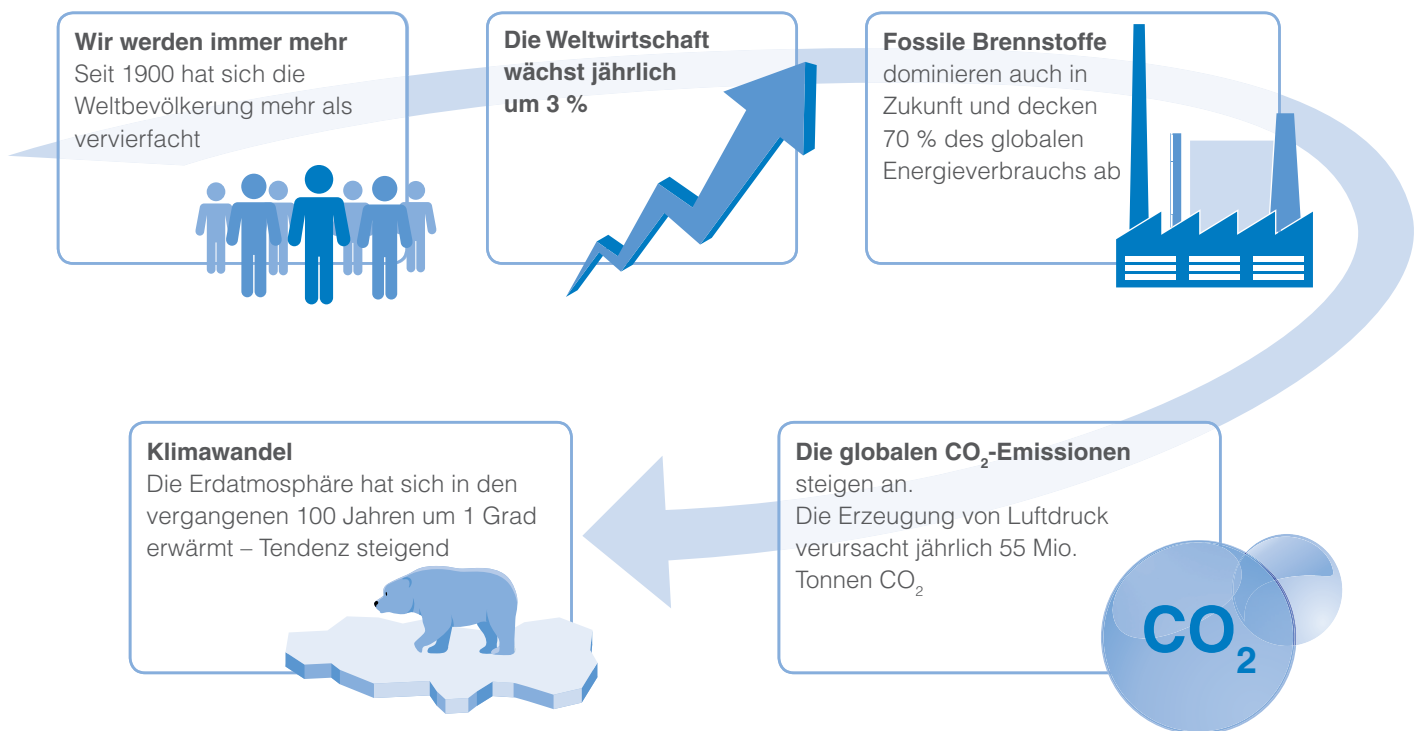 Wir werden immer mehr
Seit 1900 hat sich die
Weltbevölkerung mehr als
vervierfacht
Die Weltwirtschaft
wächst jährlich
um 3 %
Fossile Brennstoffe
dominieren auch in
Zukunft und decken
70 % des globalen
Energieverbrauchs ab
Die globalen CO₂-Emissionen
steigen an.
Die Erzeugung von Luftdruck
verursacht jährlich 55 Mio.
Tonnen CO₂
CO₂
Klimawandel
Die Erdatmosphäre hat sich in den
vergangenen 100 Jahren um 1 Grad
erwärmt – Tendenz steigend